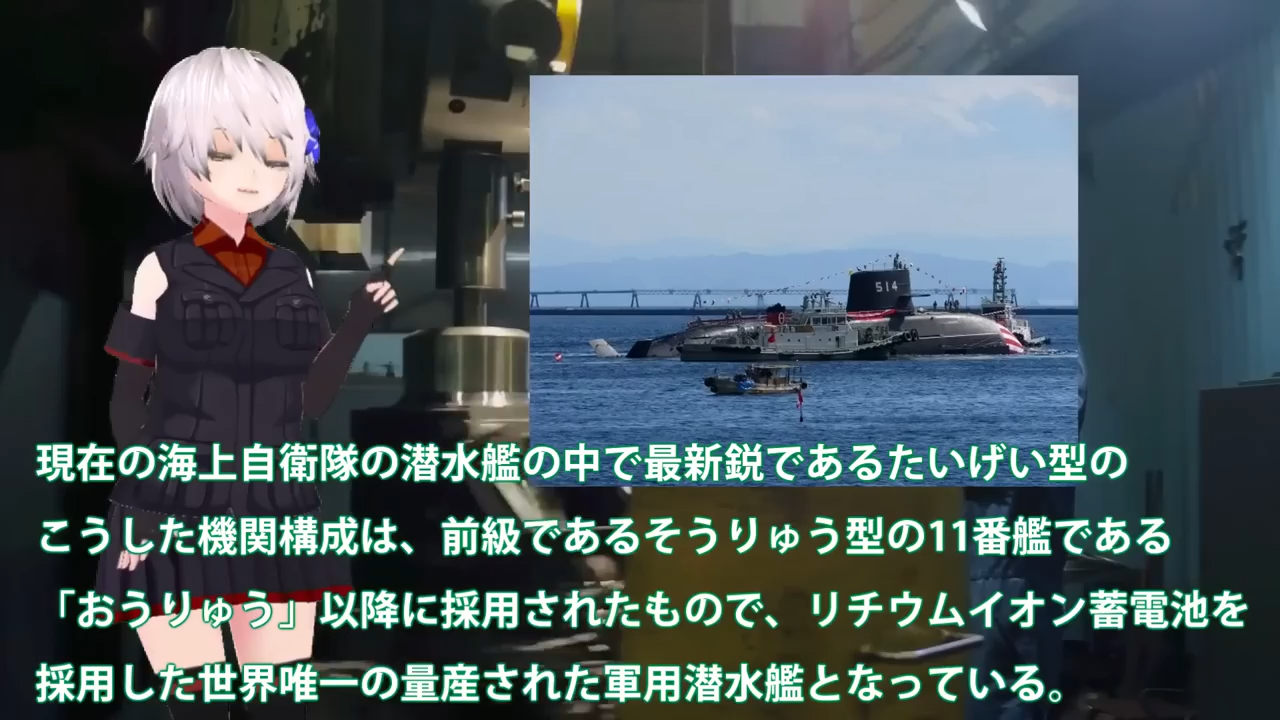 514
現在の海上自衛隊の潜水艦の中で最新鋭であるたいげい型の
こうした機関構成は、前級であるそうりゅう型の11番艦である
「おうりゅう」以降に採用されたもので、リチウムイオン蓄電池を
採用した世界唯一の量産された軍用潜水艦となっている。